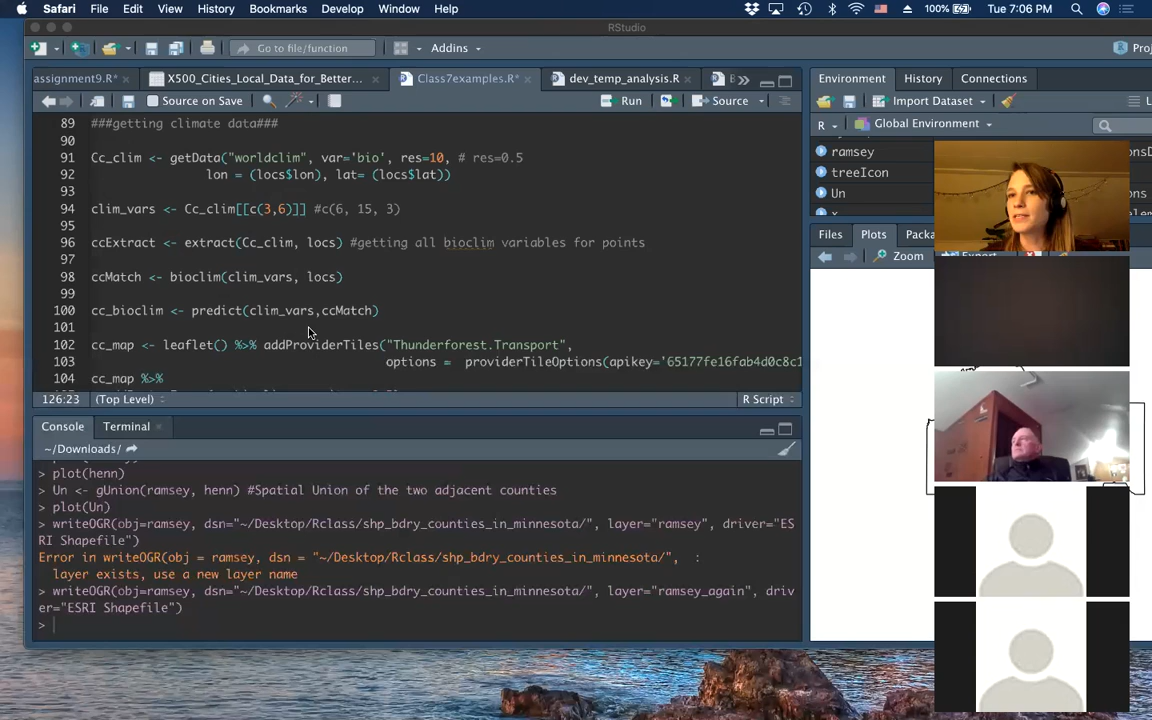 Safari File Edit View History Bookmarks Develop Window Help 100% Tue 7:06 PM
RStudio
Go to file/function Addins
assignment9.R* X500_Cities_Local_Data_for_Better... Class7examples.R* dev_temp_analysis.R
Source on Save Run Source
89 ###getting climate data###
90
91 Cc_clim <- getData("worldclim", var='bio', res=10, # res=0.5
92 lon = (locs$lon), lat= (locs$lat))
93
94 clim_vars <- Cc_clim[[c(3,6)]] #c(6, 15, 3)
95
96 ccExtract <- extract(Cc_clim, locs) #getting all bioclim variables for points
97
98 ccMatch <- bioclim(clim_vars, locs)
99
100 cc_bioclim <- predict(clim_vars,ccMatch)
101
102 cc_map <- leaflet() %>% addProviderTiles("Thunderforest.Transport",
103 options = providerTileOptions(apikey='65177fe16fab4d0c8c1
104 cc_map %>%
126:23 (Top Level) R Script
Console Terminal
~/Downloads/
> plot(henn)
> Un <- gUnion(ramsey, henn) #Spatial Union of the two adjacent counties
> plot(Un)
> writeOGR(obj=ramsey, dsn="~/Desktop/Rclass/shp_bdry_counties_in_minnesota/", layer="ramsey", driver="ES
RI Shapefile")
Error in writeOGR(obj = ramsey, dsn = "~/Desktop/Rclass/shp_bdry_counties_in_minnesota/", :
layer exists, use a new layer name
> writeOGR(obj=ramsey, dsn="~/Desktop/Rclass/shp_bdry_counties_in_minnesota/", layer="ramsey_again", driv
er="ESRI Shapefile")
>
Proj
Environment History Connections
Import Dataset
R Global Environment
ramsey
treeIcon
Un
x
Files Plots Packa
Zoom Export